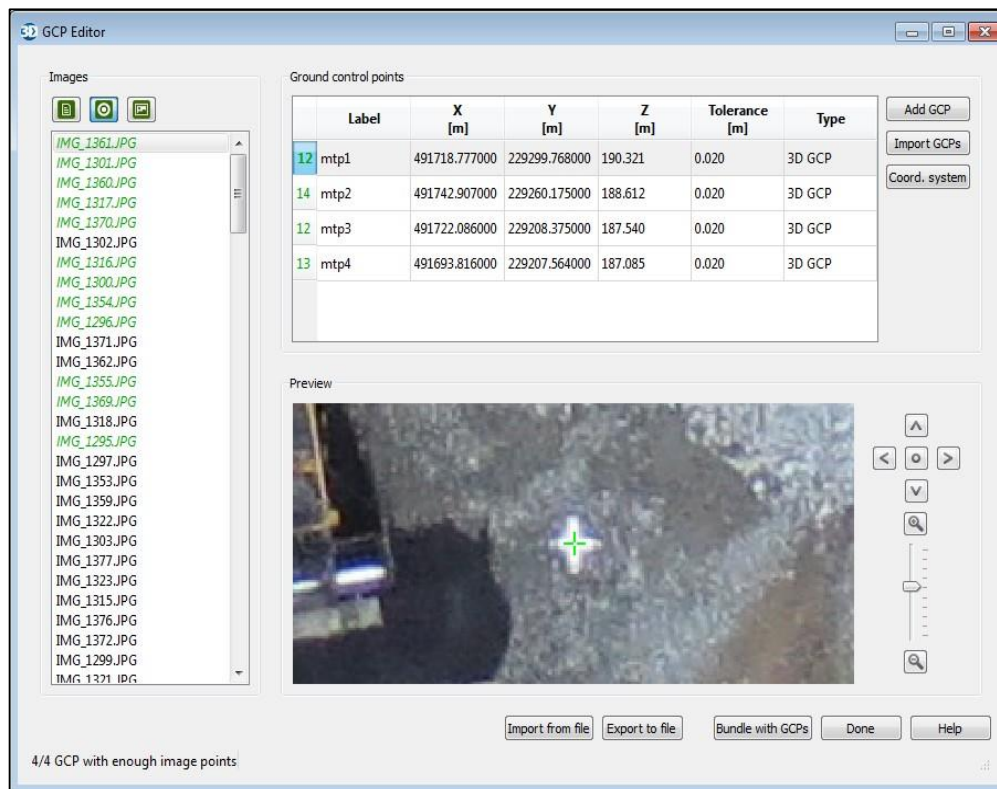 3D GCP Editor
Images
IMG_1361.JPG
IMG_1301.JPG
IMG_1360.JPG
IMG_1317.JPG
IMG_1370.JPG
IMG_1302.JPG
IMG_1316.JPG
IMG_1300.JPG
IMG_1354.JPG
IMG_1296.JPG
IMG_1371.JPG
IMG_1362.JPG
IMG_1355.JPG
IMG_1369.JPG
IMG_1318.JPG
IMG_1295.JPG
IMG_1297.JPG
IMG_1353.JPG
IMG_1359.JPG
IMG_1322.JPG
IMG_1303.JPG
IMG_1377.JPG
IMG_1323.JPG
IMG_1315.JPG
IMG_1376.JPG
IMG_1372.JPG
IMG_1299.JPG
IMG_1321.JPG
Ground control points
Label X [m] Y [m] Z [m] Tolerance [m] Type
12 mtp1 491718.777000 229299.768000 190.321 0.020 3D GCP
14 mtp2 491742.907000 229260.175000 188.612 0.020 3D GCP
12 mtp3 491722.086000 229208.375000 187.540 0.020 3D GCP
13 mtp4 491693.816000 229207.564000 187.085 0.020 3D GCP
Add GCP
Import GCPs
Coord. system
Preview
Import from file Export to file Bundle with GCPs Done Help
4/4 GCP with enough image points